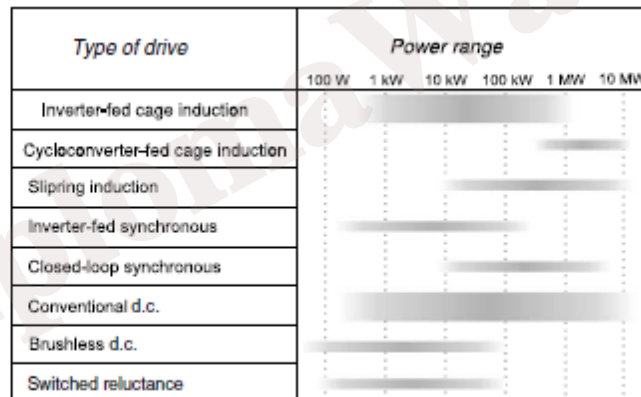 Type of drive
Power range
100 W 1 kW 10 kW 100 kW 1 MW 10 MW
Inverter-fed cage induction
Cycloconverter-fed cage induction
Slipring induction
Inverter-fed synchronous
Closed-loop synchronous
Conventional d.c.
Brushless d.c.
Switched reluctance